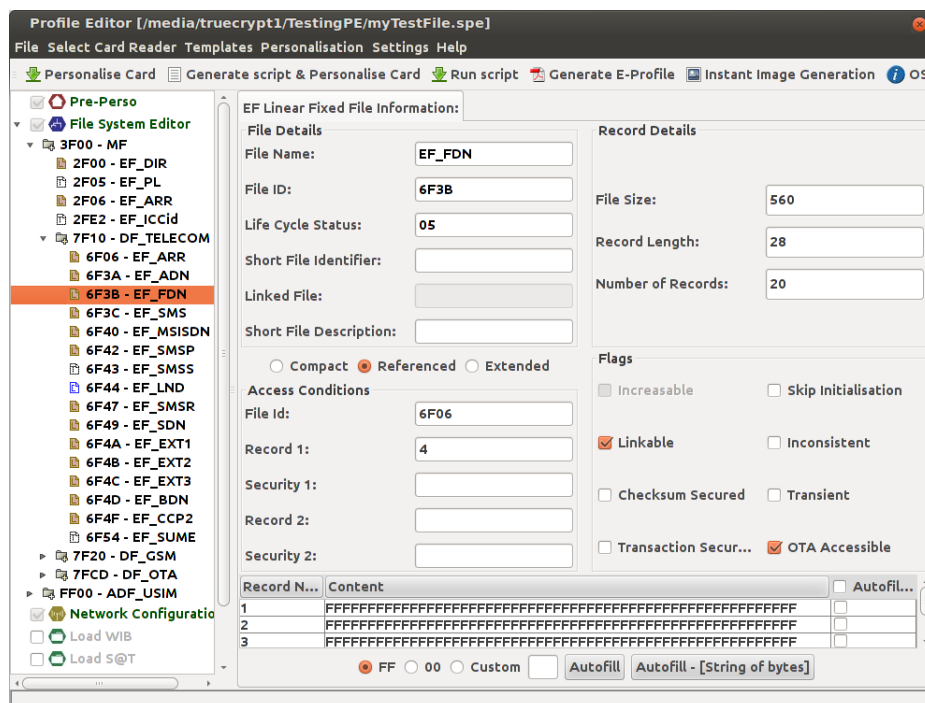 Profile Editor [/media/truecrypt1/TestingPE/myTestFile.spe]
File Select Card Reader Templates Personalisation Settings Help
Personalise Card Generate script & Personalise Card Run script Generate E-Profile Instant Image Generation OS
Pre-Perso
File System Editor
3F00 - MF
2F00 - EF_DIR
2F05 - EF_PL
2F06 - EF_ARR
2FE2 - EF_ICCid
7F10 - DF_TELECOM
6F06 - EF_ARR
6F3A - EF_ADN
6F3B - EF_FDN
6F3C - EF_SMS
6F40 - EF_MSISDN
6F42 - EF_SMSP
6F43 - EF_SMSS
6F44 - EF_LND
6F47 - EF_SMSR
6F49 - EF_SDN
6F4A - EF_EXT1
6F4B - EF_EXT2
6F4C - EF_EXT3
6F4D - EF_BDN
6F4F - EF_CCP2
6F54 - EF_SUME
7F20 - DF_GSM
7FCD - DF_OTA
FF00 - ADF_USIM
Network Configuratio
Load WIB
Load S@T
EF Linear Fixed File Information:
File Details
File Name: EF_FDN
File ID: 6F3B
Life Cycle Status: 05
Short File Identifier:
Linked File:
Short File Description:
Compact Referenced Extended
Access Conditions
File Id: 6F06
Record 1: 4
Security 1:
Record 2:
Security 2:
Record Details
File Size: 560
Record Length: 28
Number of Records: 20
Flags
Increasable Skip Initialisation
Linkable Inconsistent
Checksum Secured Transient
Transaction Secur... OTA Accessible
Record N... Content Autofil...
1 FFFFFFFFFFFFFFFFFFFFFFFFFFFFFFFFFFFFFFFFFFFFFFFFFFFFFFFF
2 FFFFFFFFFFFFFFFFFFFFFFFFFFFFFFFFFFFFFFFFFFFFFFFFFFFFFFFF
3 FFFFFFFFFFFFFFFFFFFFFFFFFFFFFFFFFFFFFFFFFFFFFFFFFFFFFFFF
FF 00 Custom Autofill Autofill - [String of bytes]